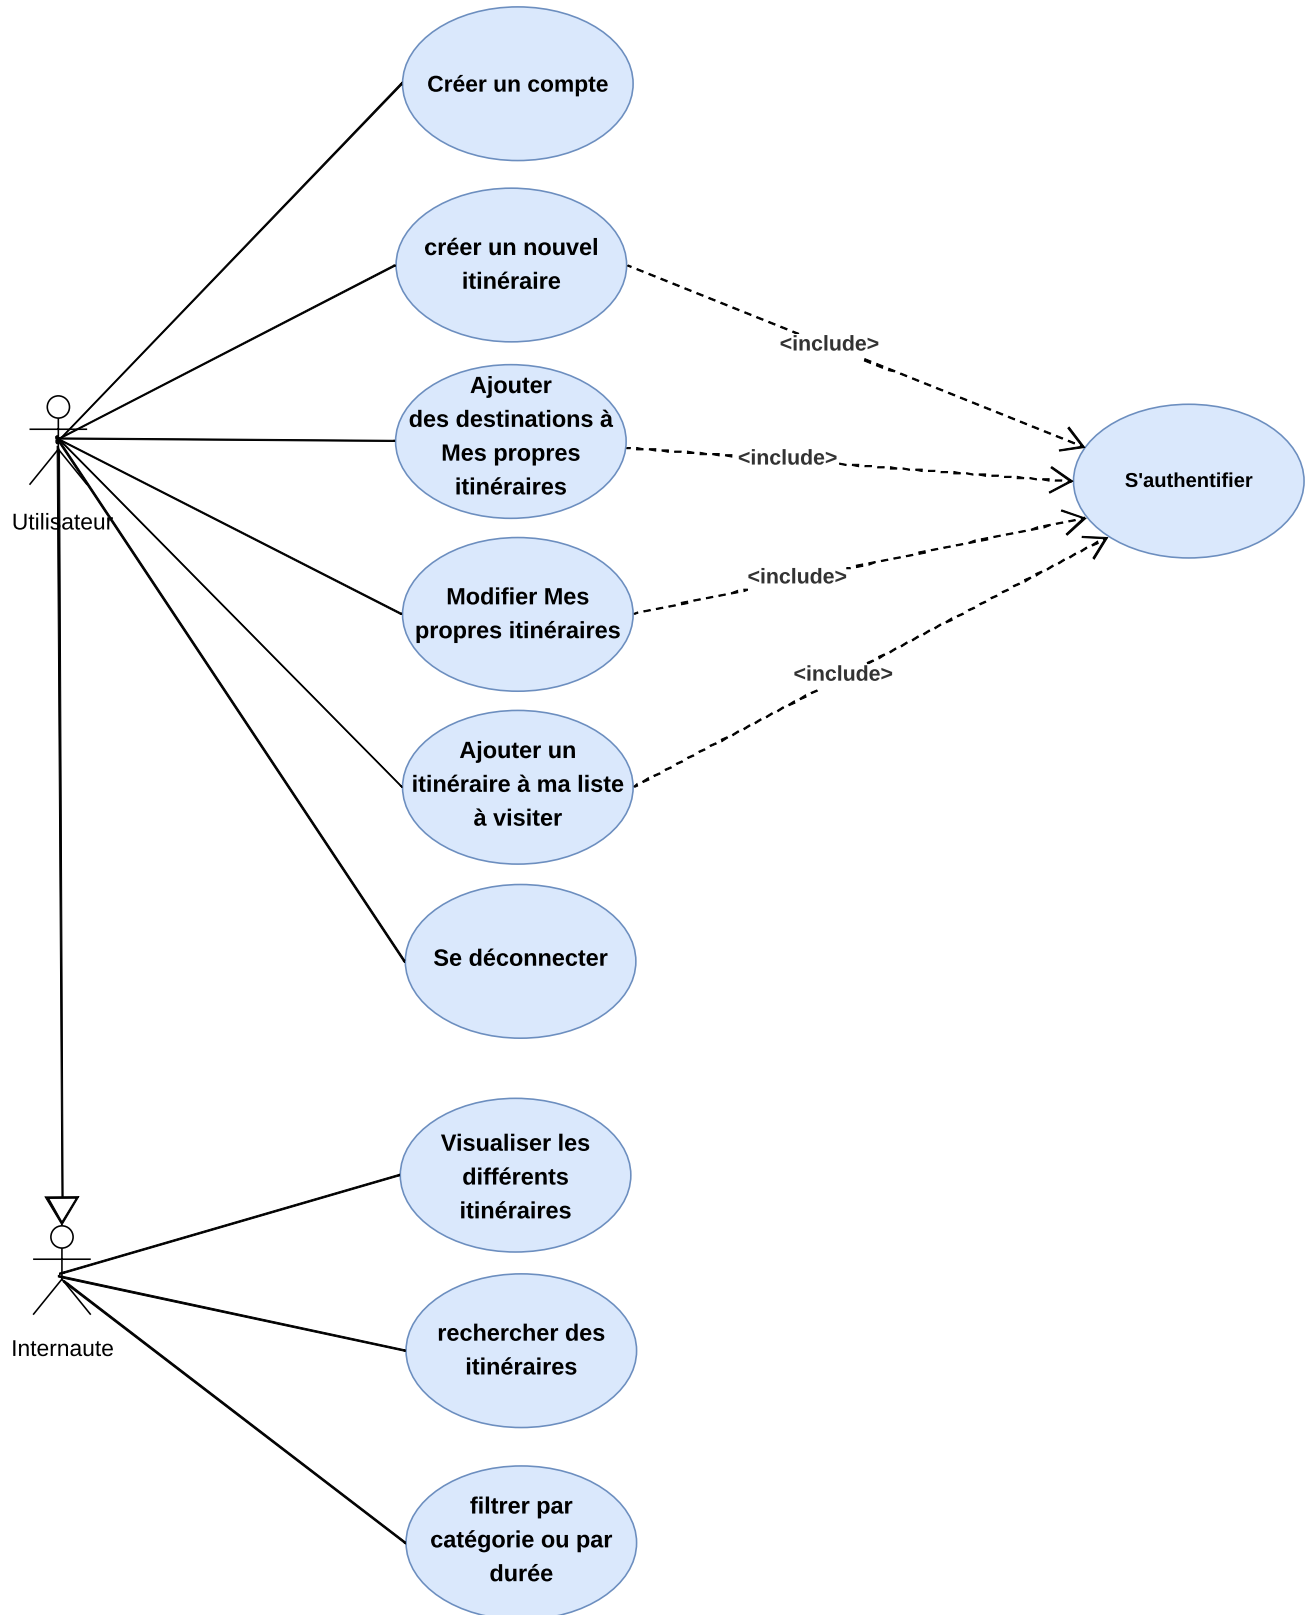 Créer un compte
créer un nouvel
itinéraire
<include>
Ajouter
des destinations à
Mes propres
itinéraires
<include>
S'authentifier
Utilisateur
Modifier Mes
propres itinéraires
<include>
<include>
Ajouter un
itinéraire à ma liste
à visiter
Se déconnecter
Visualiser les
différents
itinéraires
Internaute
rechercher des
itinéraires
filtrer par
catégorie ou par
durée